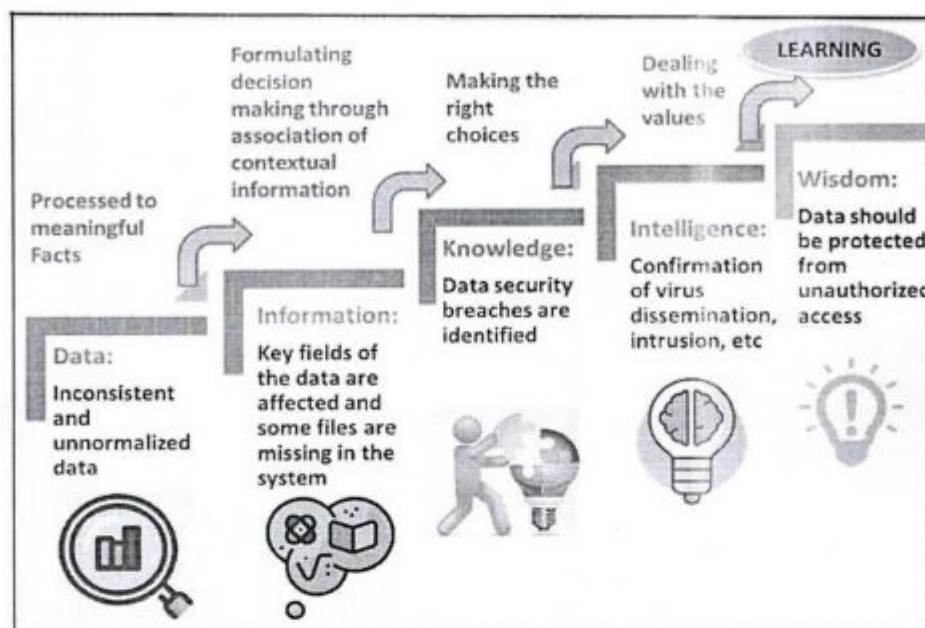 LEARNING
Formulating
decision
making through
association of
contextual
information
Making the
right
choices
Dealing
with the
values
Processed to
meaningful
Facts
Data:
Inconsistent
and
unnormalized
data
Information:
Key fields of
the data are
affected and
some files are
missing in the
system
Knowledge:
Data security
breaches are
identified
Intelligence:
Confirmation
of virus
dissemination,
intrusion, etc
Wisdom:
Data should
be protected
from
unauthorized
access